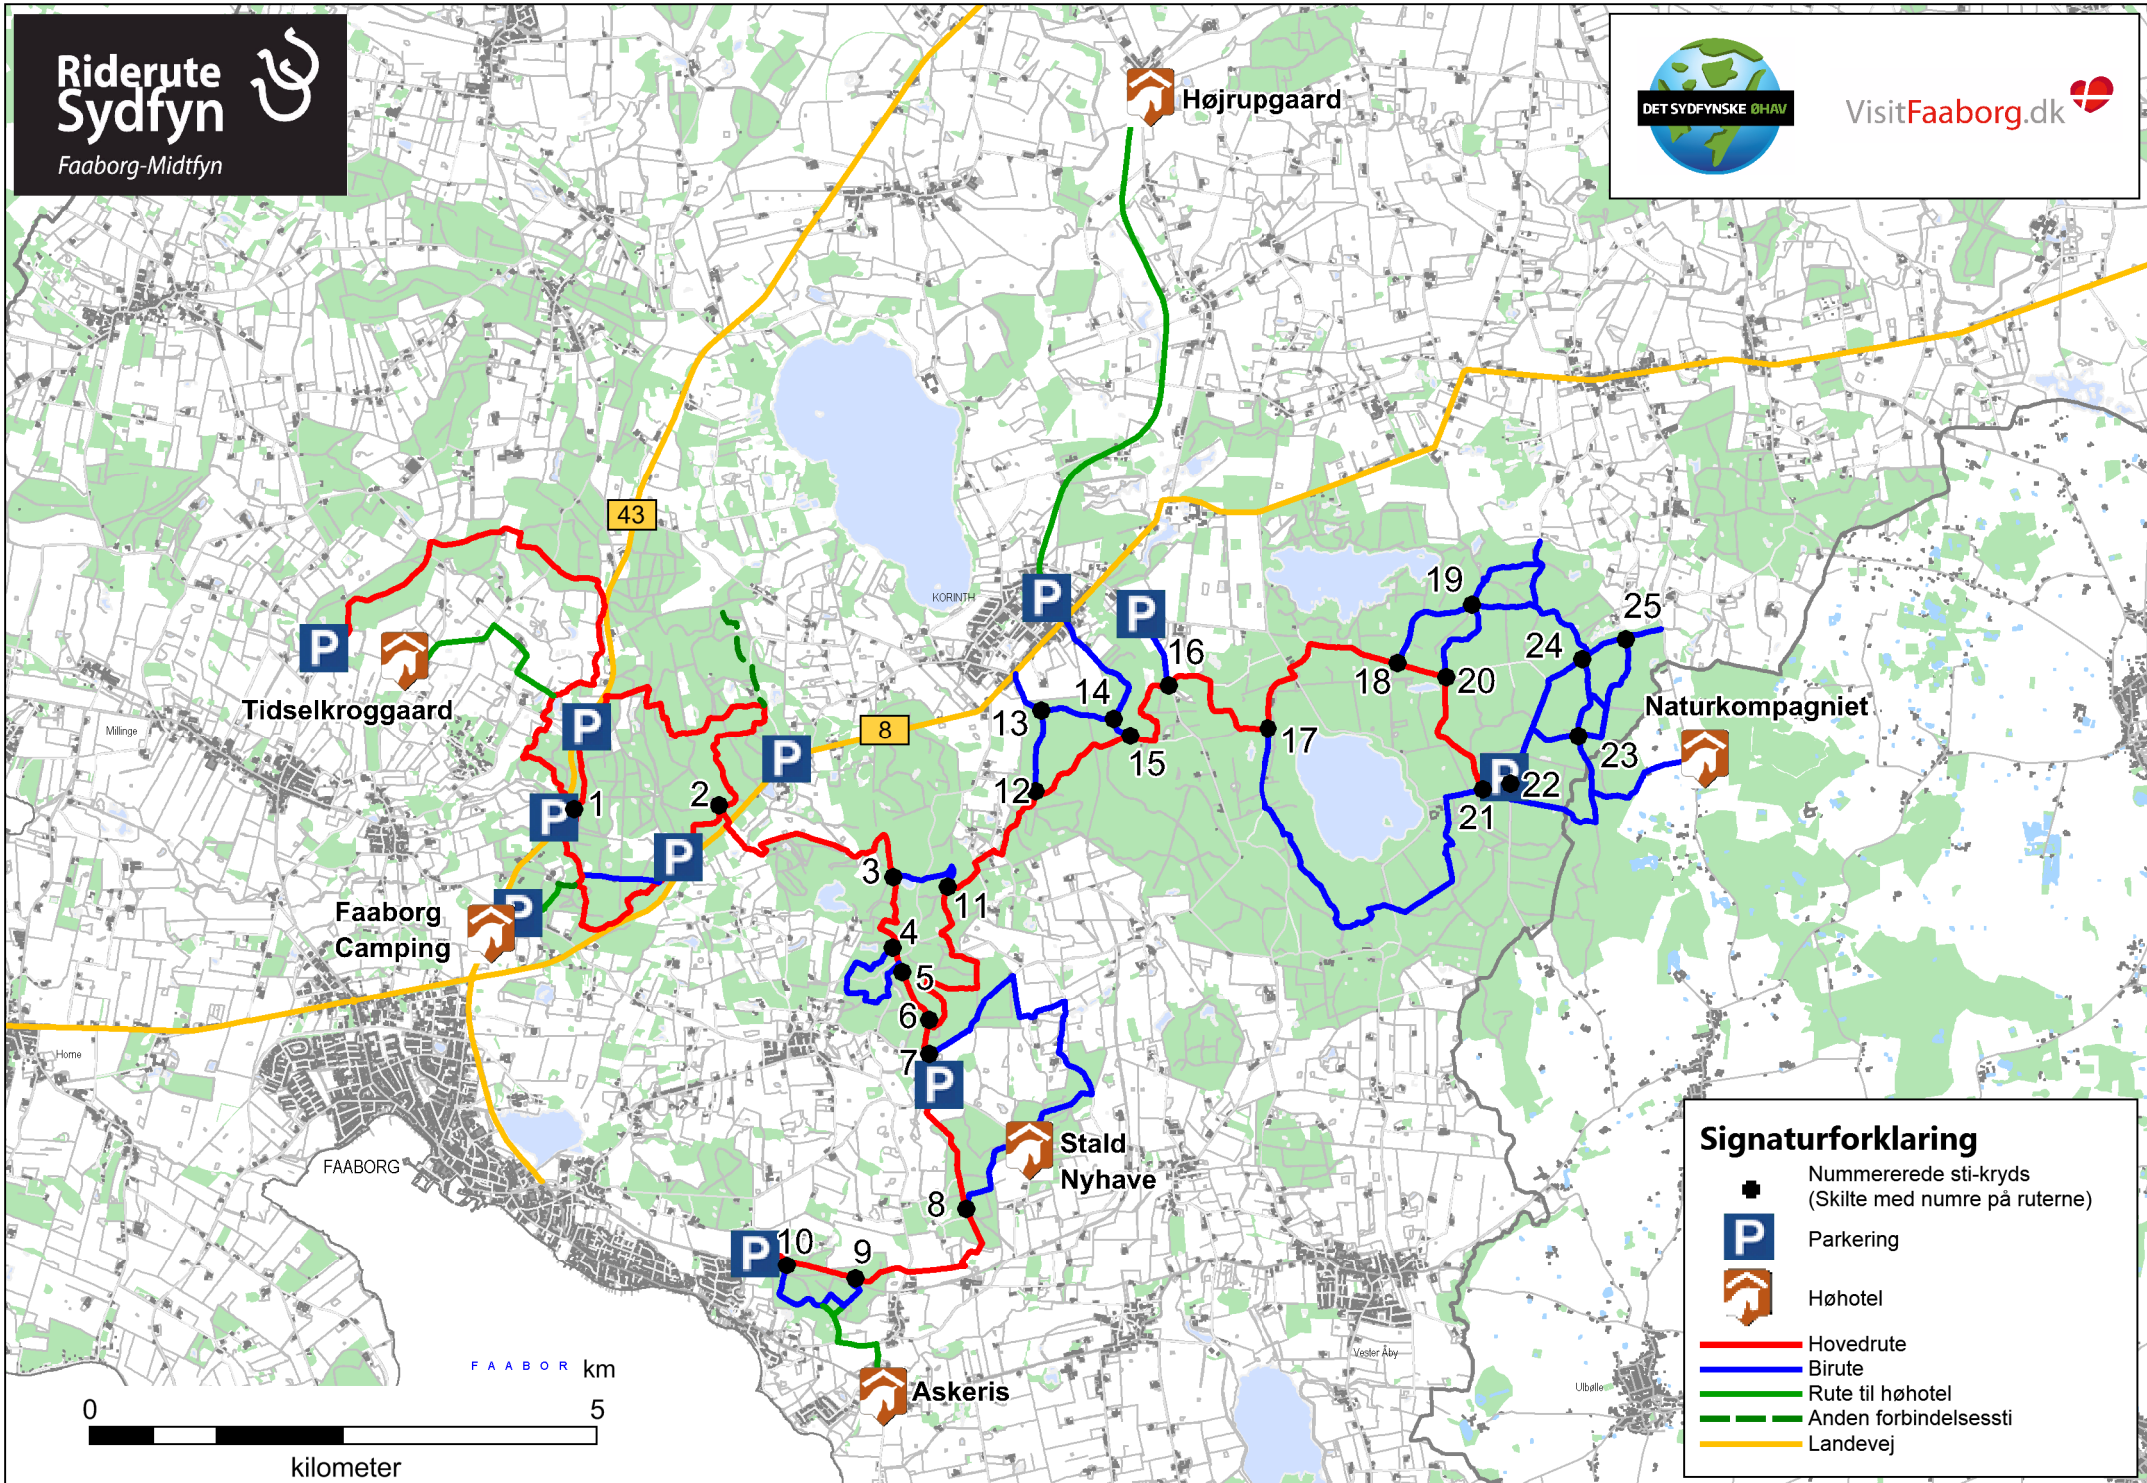 Riderute
Sydfyn
Faaborg-Midtfyn
DET SYDFYNSKE ØHAV
VisitFaaborg.dk
Højrupgaard
43
KORINTH
P
P
19
25
24
16
P
Tidselkroggaard
18
20
14
Naturkompagniet
Millinge
P
13
8
17
15
23
P
2
12
22
P
1
P
21
P
3
11
Faaborg
Camping
P
4
5
6
Horne
7
P
Stald
Nyhave
FAABORG
8
P
10
9
Vester Åby
Ulbølle
Askeris
FAABOR
km
0
5
kilometer
Signaturforklaring
Nummererede sti-kryds
(Skilte med numre på ruterne)
P
Parkering
Høhotel
Hovedrute
Birute
Rute til høhotel
Anden forbindelsessti
Landevej